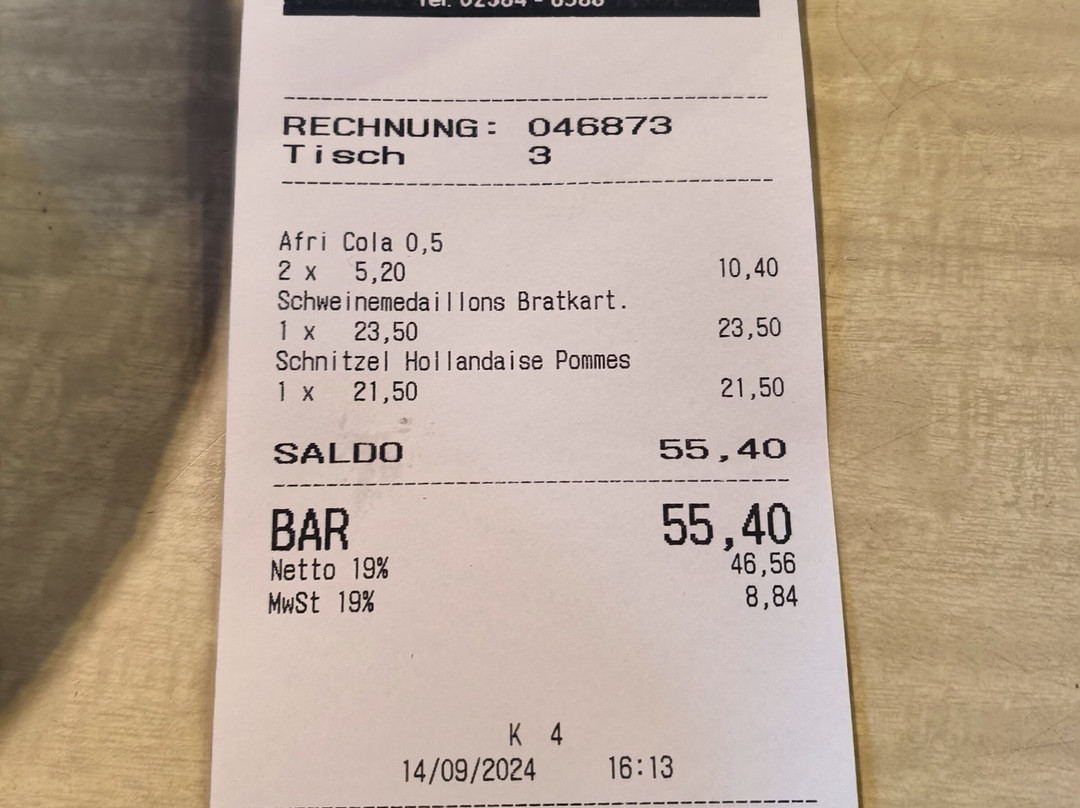 RECHNUNG: 046873
Tisch 3
Afri Cola 0,5
2 x 5,20 10,40
Schweinemedaillons Bratkart.
1 x 23,50 23,50
Schnitzel Hollandaise Pommes
1 x 21,50 21,50
SALDO 55,40
BAR 55,40
Netto 19% 46,56
MwSt 19% 8,84
K 4
14/09/2024 16:13